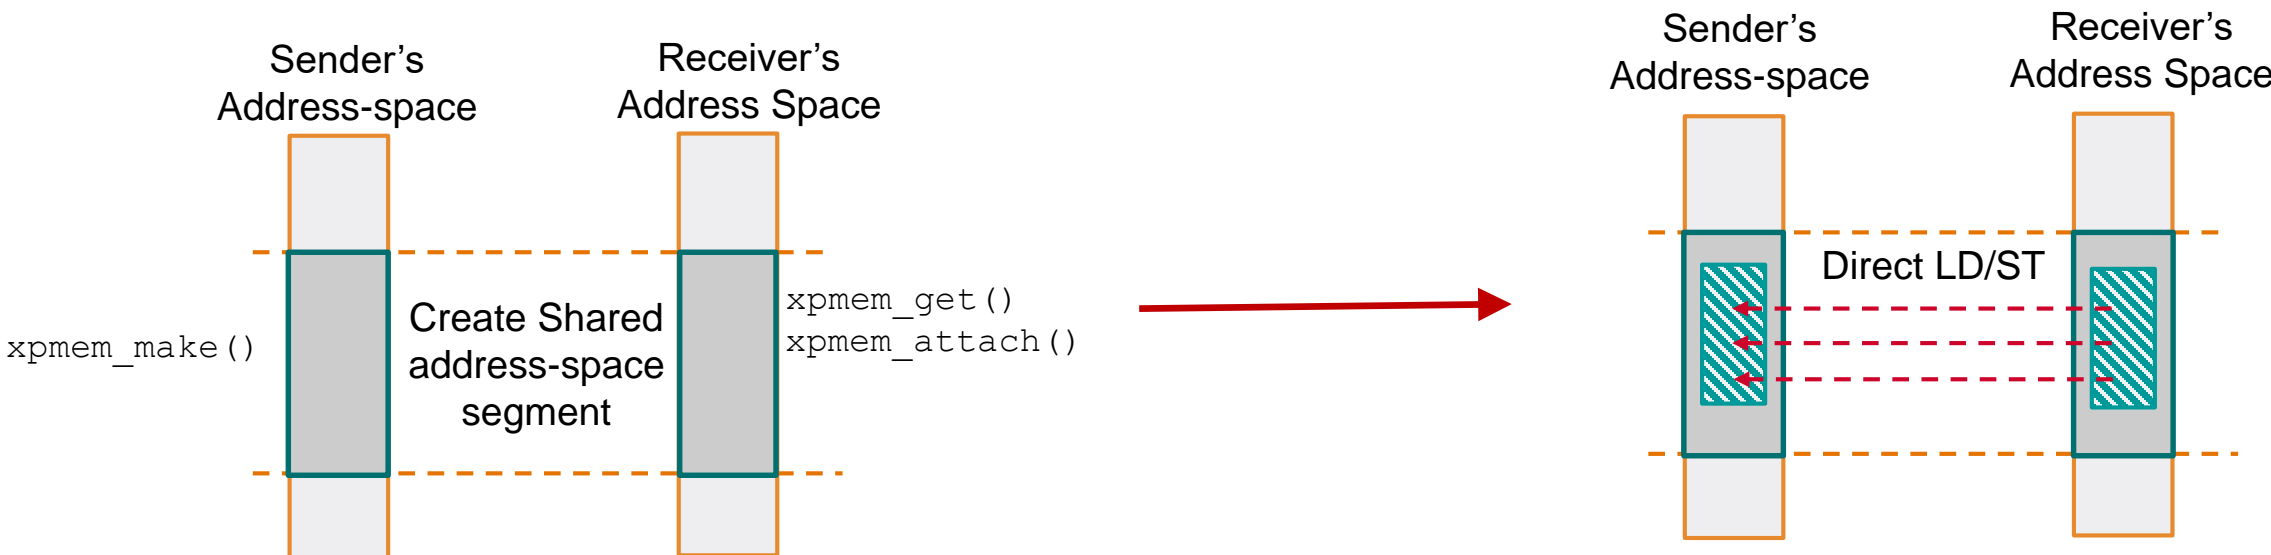 Sender’s
Address-space
Receiver’s
Address Space
xpmem_make()
Create Shared
address-space
segment
xpmem_get()
xpmem_attach()
Sender’s
Address-space
Receiver’s
Address Space
Direct LD/ST